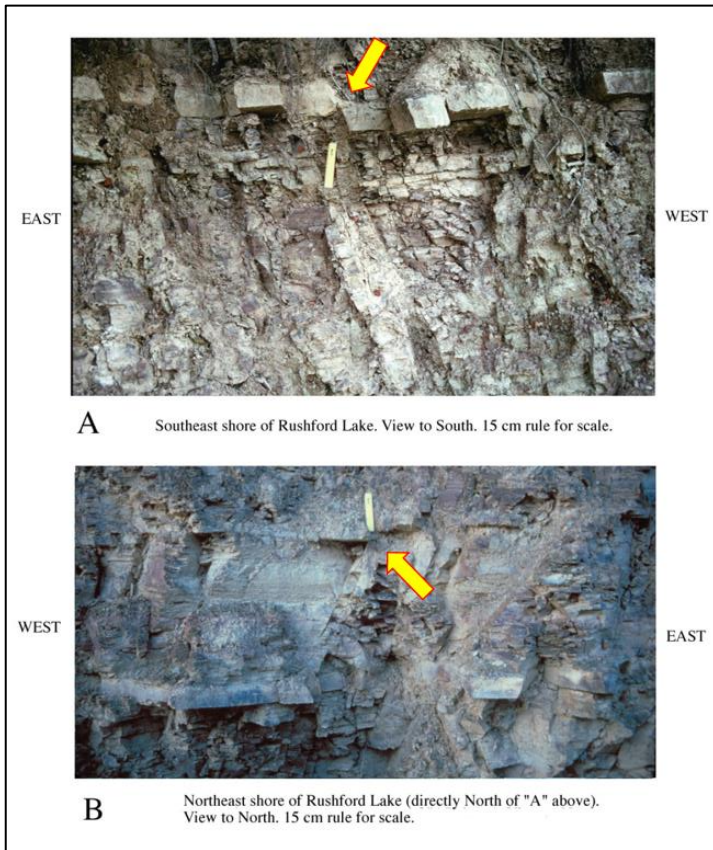 EAST
WEST
A
Southeast shore of Rushford Lake. View to South. 15 cm rule for scale.
WEST
EAST
B
Northeast shore of Rushford Lake (directly North of "A" above).
View to North. 15 cm rule for scale.